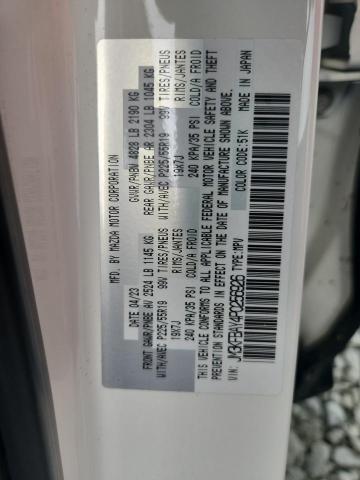 MFD. BY MAZDA MOTOR CORPORATION
DATE 04/23 GVWR/PNBV 4828 LB 2190 KG
FRONT GAWR/PNBE AV 2524 LB 1145 KG REAR GAWR/PNBE AR 2304 LB 1045 KG
WITH/AVEC P225/55R19 99V TIRES/PNEUS WITH/AVEC P225/55R19 99V TIRES/PNEUS
19X7J RIMS/JANTES 19X7J RIMS/JANTES
240 KPA/35 PSI COLD/A FROID 240 KPA/35 PSI COLD/A FROID
THIS VEHICLE CONFORMS TO ALL APPLICABLE FEDERAL MOTOR VEHICLE SAFETY AND THEFT
PREVENTION STANDARDS IN EFFECT ON THE DATE OF MANUFACTURE SHOWN ABOVE.
TYPE:MPV COLOR CODE:51K MADE IN JAPAN